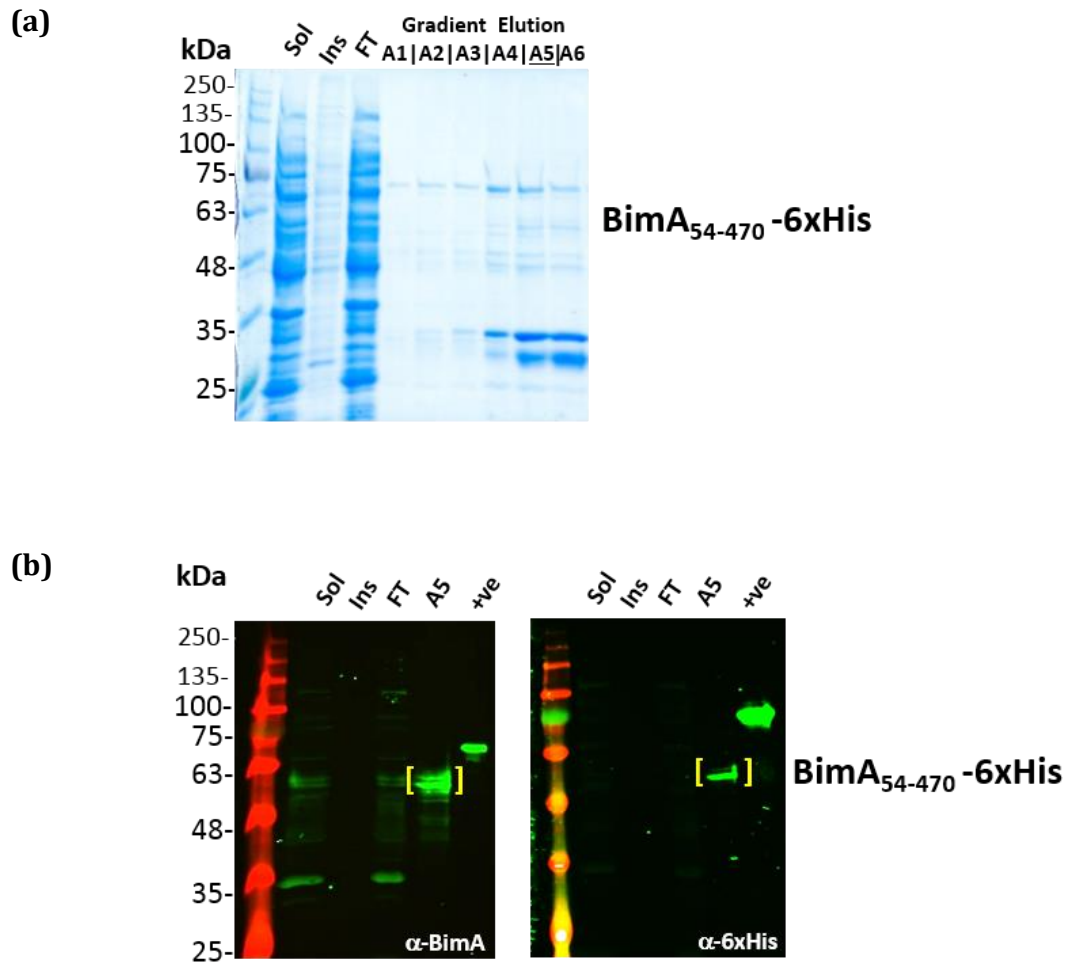 (a)
Gradient Elution
kDa Sol Ins FT A1|A2|A3|A4|A5|A6
250-
135-
100-
75-
63-
48-
35-
25-
BimA54-470 -6xHis
(b)
kDa Sol Ins FT A5 +ve Sol Ins FT A5 +ve
250-
135-
100-
75-
63-
48-
35-
25-
[ ] [ ]
BimA54-470 -6xHis
α-BimA α-6xHis